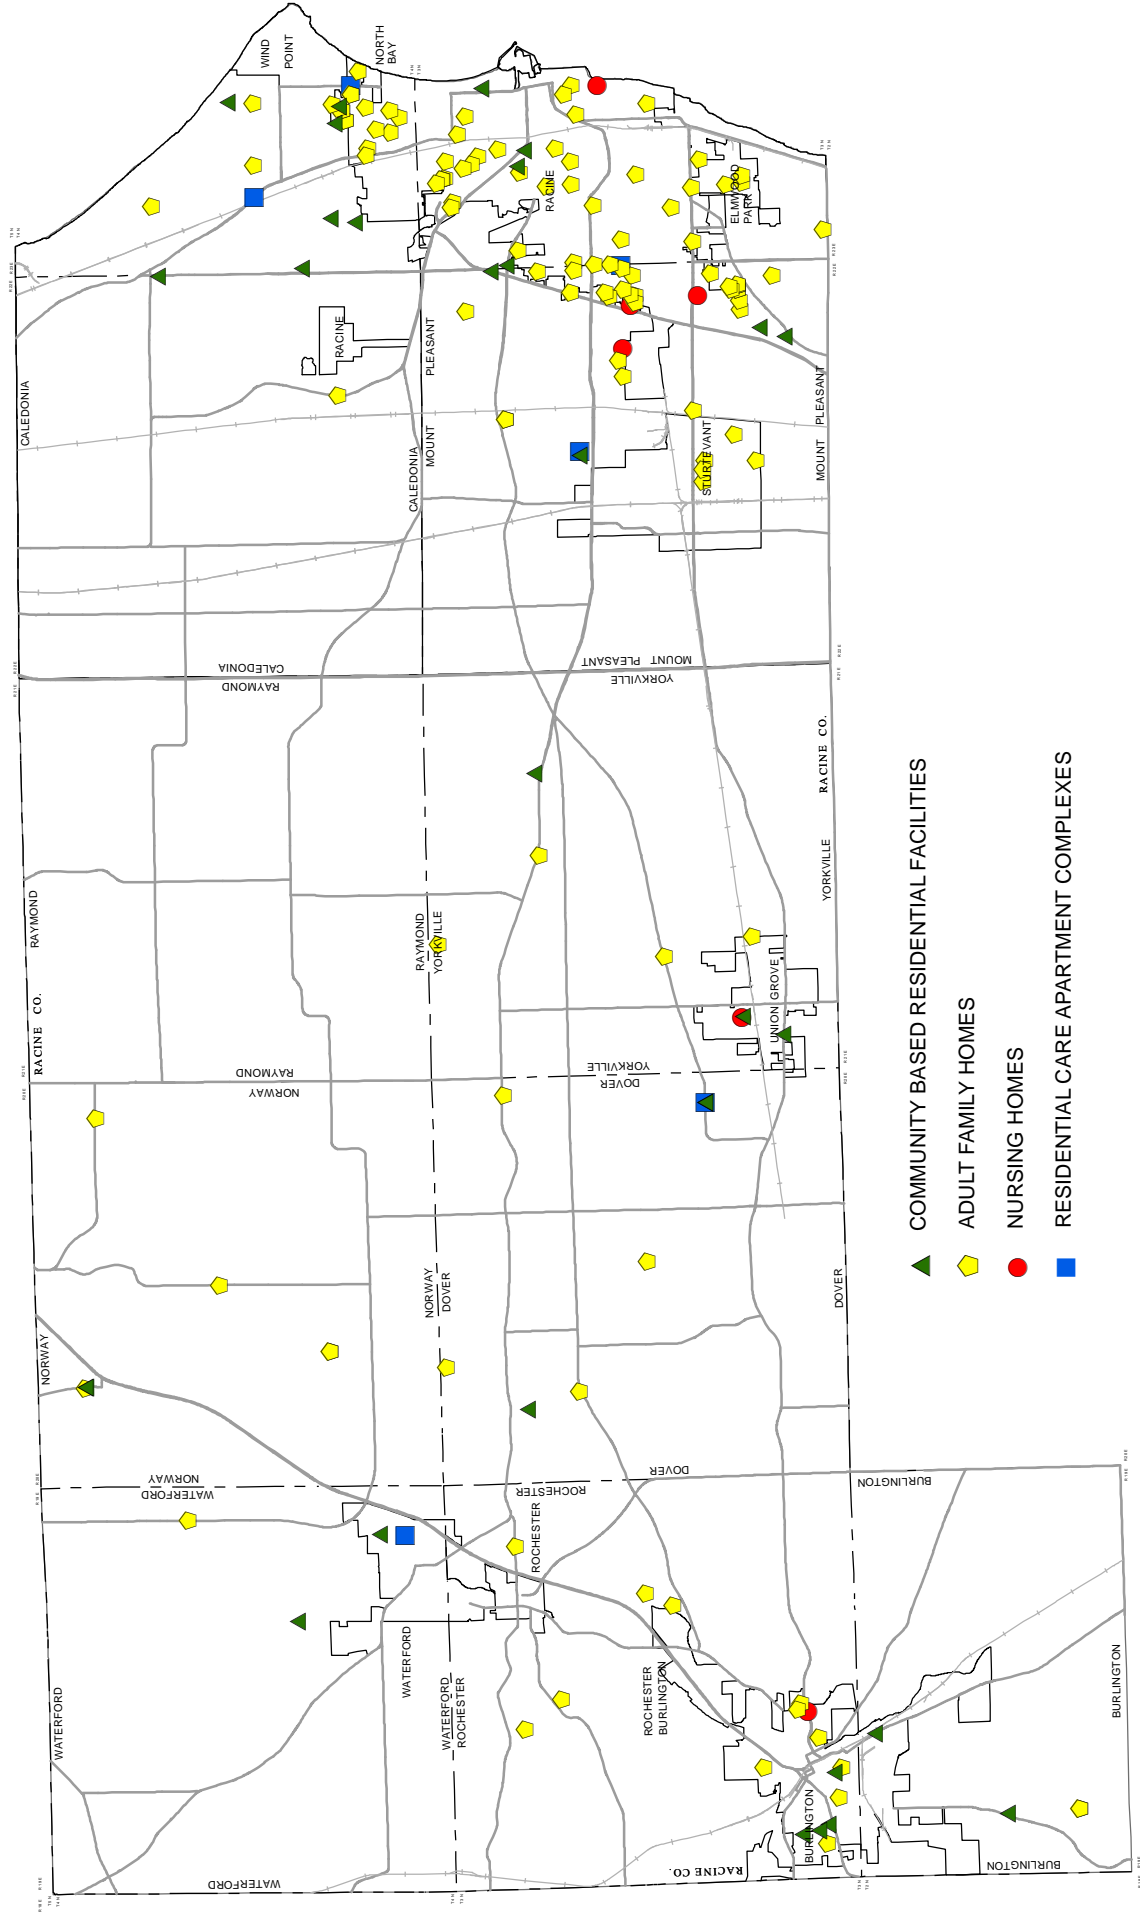 WIND
POINT
NORTH
BAY
CALEDONIA
RACINE
RACINE
MOUNT
PLEASANT
CALEDONIA
ELMWOOD
PARK
STURTEVANT
MOUNT
PLEASANT
CALEDONIA
RAYMOND
MOUNT PLEASANT
YORKVILLE
RACINE CO.
RAYMOND
RAYMOND
YORKVILLE
YORKVILLE
RACINE CO.
UNION GROVE
RAYMOND
NORWAY
YORKVILLE
DOVER
NORWAY
NORWAY
DOVER
DOVER
NORWAY
WATERFORD
DOVER
ROCHESTER
BURLINGTON
ROCHESTER
WATERFORD
WATERFORD
WATERFORD
ROCHESTER
ROCHESTER
BURLINGTON
BURLINGTON
BURLINGTON
WATERFORD
RACINE CO.
BURLINGTON
COMMUNITY BASED RESIDENTIAL FACILITIES
ADULT FAMILY HOMES
NURSING HOMES
RESIDENTIAL CARE APARTMENT COMPLEXES